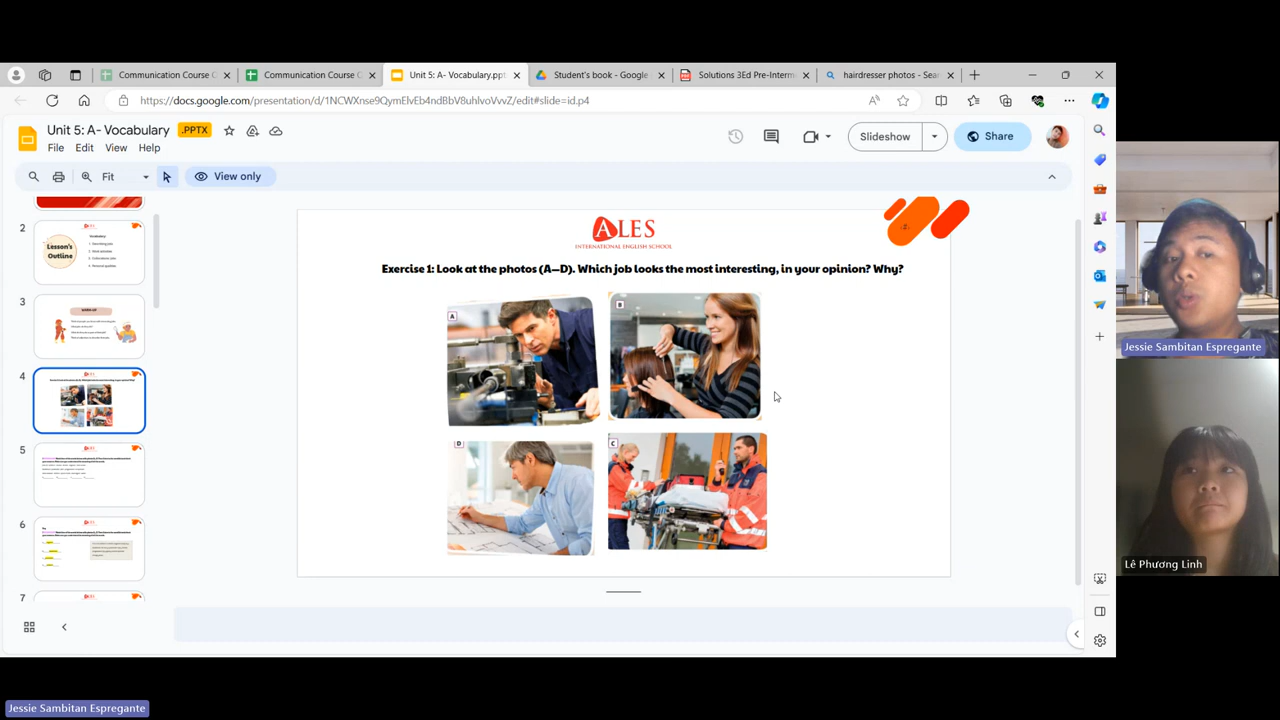 Communication Course C
Communication Course C
Unit 5: A- Vocabulary.ppt
Student's book - Google
Solutions 3Ed Pre-Interm
hairdresser photos - Sea
https://docs.google.com/presentation/d/1NCWXnse9QymElvEb4ndBbV8uhlvoVvvZ/edit#slide=id.p4
Unit 5: A- Vocabulary
.PPTX
File Edit View Help
Slideshow
Share
Fit
View only
2
Lesson's
Outline
Vocabulary:
3
WARM-UP
4
5
6
7
ALES
INTERNATIONAL ENGLISH SCHOOL
Exercise 1: Look at the photos (A–D). Which job looks the most interesting, in your opinion? Why?
A
B
D
C
Jessie Sambitan Espregante
Lê Phương Linh
Jessie Sambitan Espregante